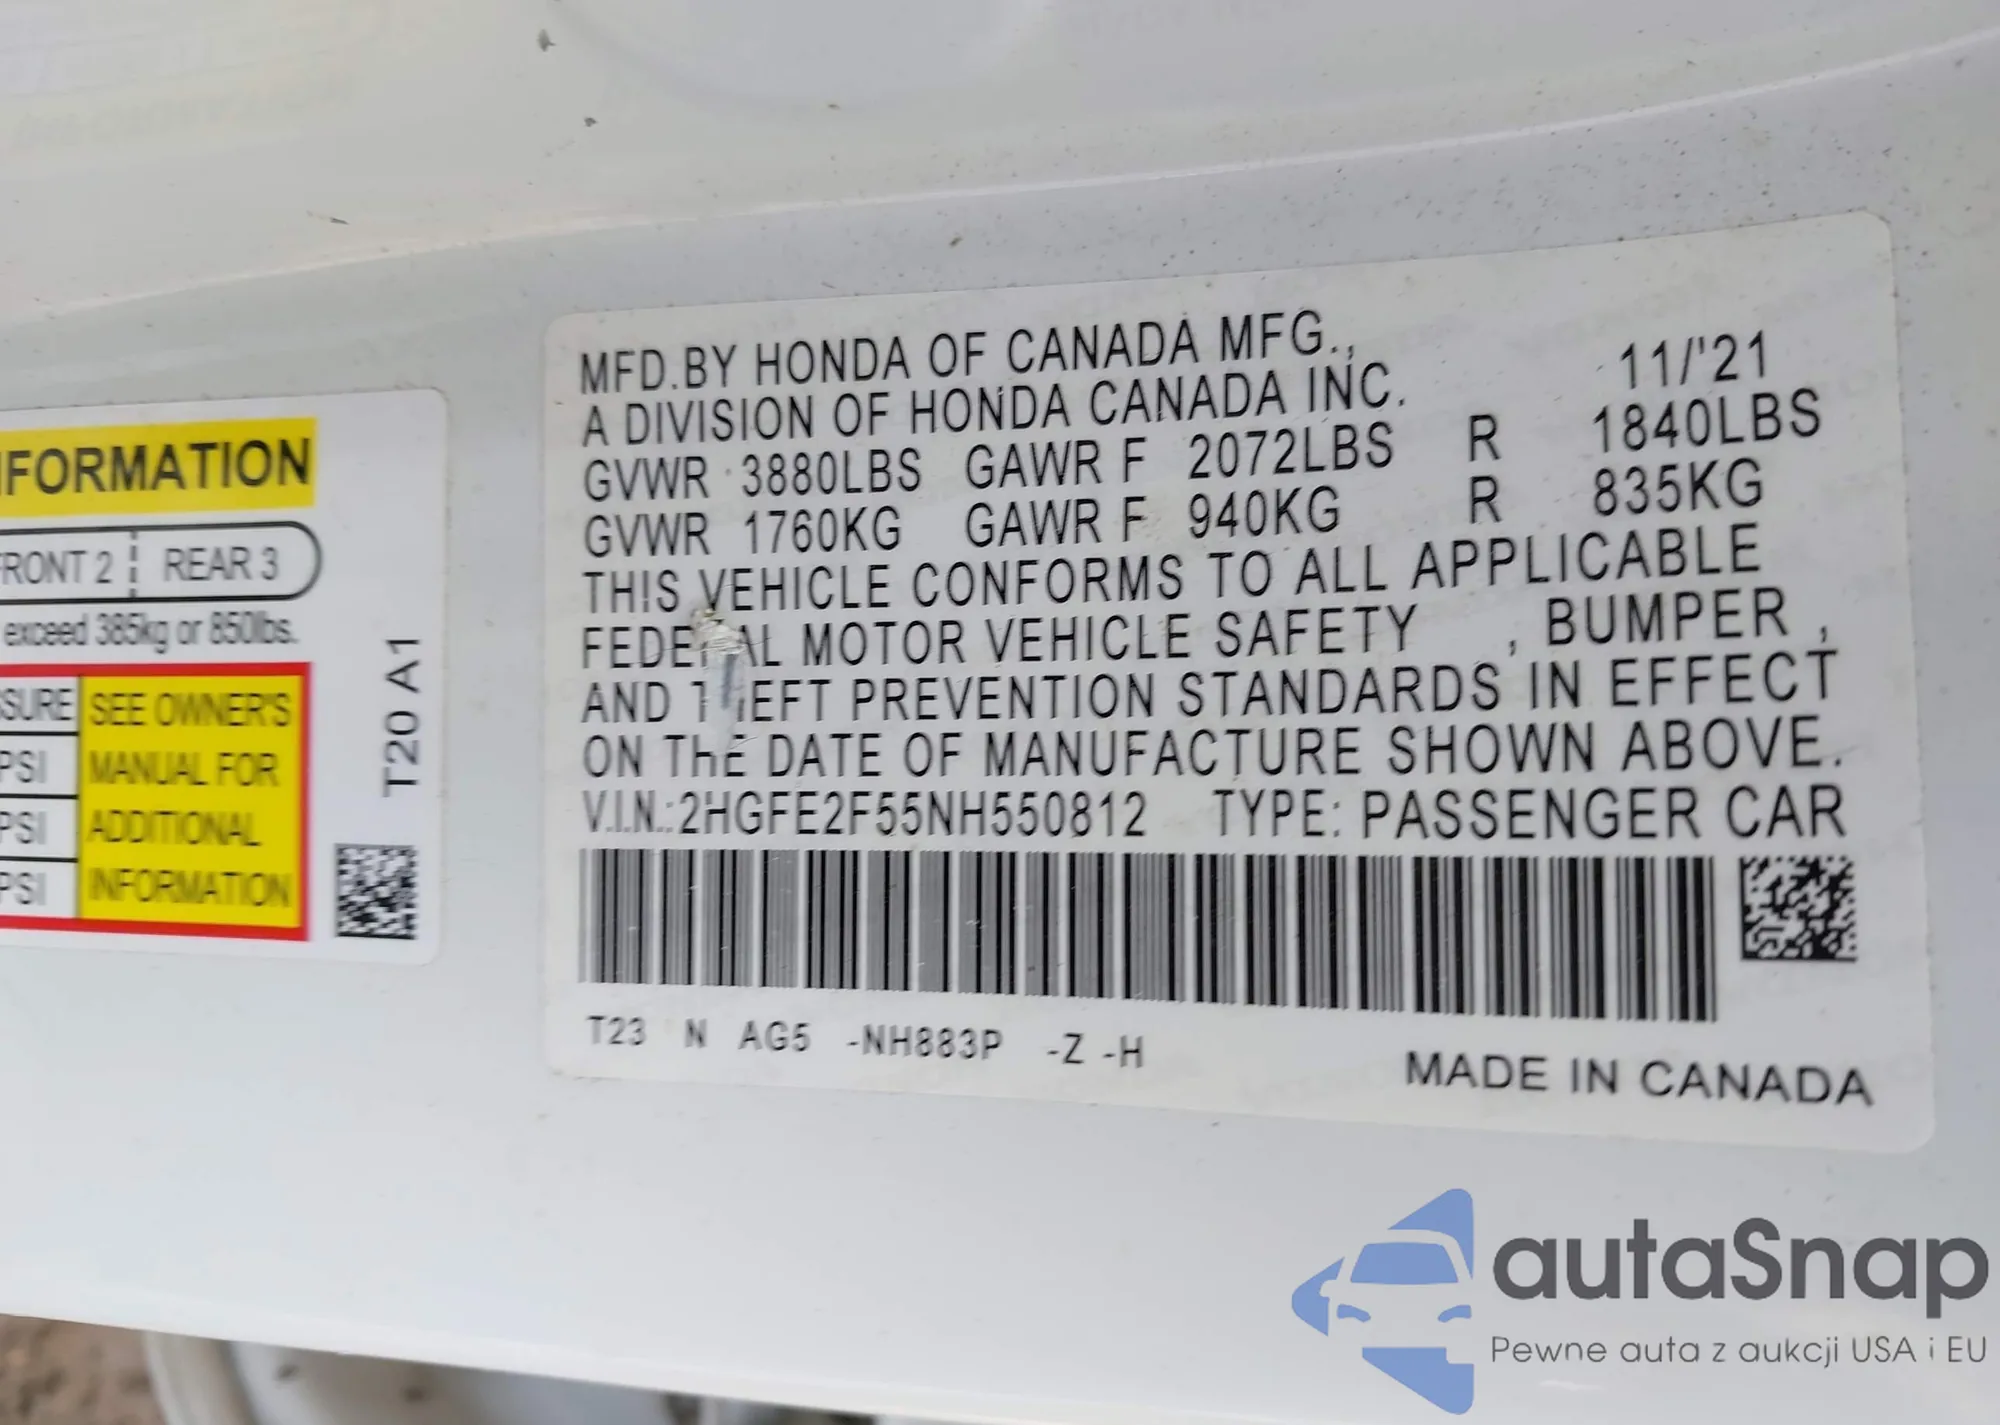 INFORMATION
FRONT 2 REAR 3
exceed 385kg or 850lbs.
SEE OWNER'S
MANUAL FOR
ADDITIONAL
INFORMATION
PSI
PSI
PSI
T20 A1
MFD.BY HONDA OF CANADA MFG.,
A DIVISION OF HONDA CANADA INC. 11/'21
GVWR 3880LBS GAWR F 2072LBS R 1840LBS
GVWR 1760KG GAWR F 940KG R 835KG
THIS VEHICLE CONFORMS TO ALL APPLICABLE
FEDERAL MOTOR VEHICLE SAFETY , BUMPER ,
AND THEFT PREVENTION STANDARDS IN EFFECT
ON THE DATE OF MANUFACTURE SHOWN ABOVE.
V.I.N.:2HGFE2F55NH550812 TYPE: PASSENGER CAR
T23 N AG5 -NH883P -Z -H
MADE IN CANADA
autaSnap
Pewne auta z aukcji USA i EU